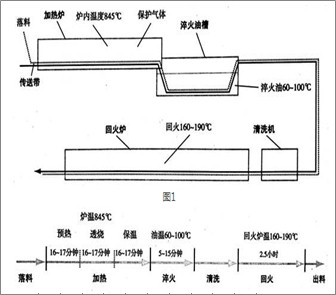 加热炉
落料
炉内温度845℃
保护气体
淬火油槽
传送带
淬火油60~100℃
回火炉
回火160~190℃
清洗机
图1
炉温845℃
油温60~100℃
回火炉温160~190℃
预热 透烧 保温
16~17分钟 16~17分钟 16~17分钟 5~15分钟 2.5小时
落料 加热 淬火 清洗 回火 出料